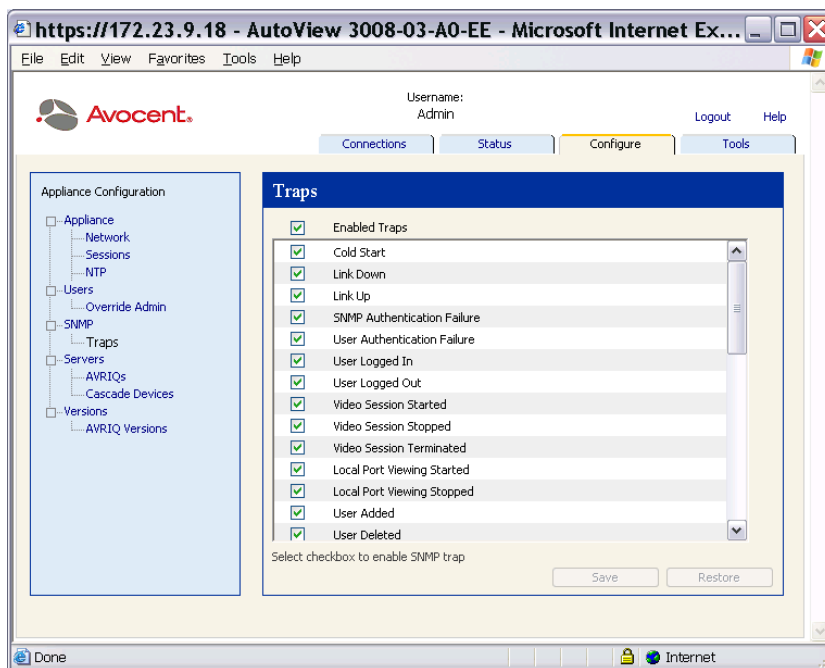 https://172.23.9.18 - AutoView 3008-03-A0-EE - Microsoft Internet Ex...
File Edit View Favorites Tools Help
Avocent.
Username:
Admin
Logout Help
Connections Status Configure Tools
Appliance Configuration
Appliance
Network
Sessions
NTP
Users
Override Admin
SNMP
Traps
Servers
AVRIQs
Cascade Devices
Versions
AVRIQ Versions
Traps
Enabled Traps
Cold Start
Link Down
Link Up
SNMP Authentication Failure
User Authentication Failure
User Logged In
User Logged Out
Video Session Started
Video Session Stopped
Video Session Terminated
Local Port Viewing Started
Local Port Viewing Stopped
User Added
User Deleted
Select checkbox to enable SNMP trap
Save Restore
Done Internet